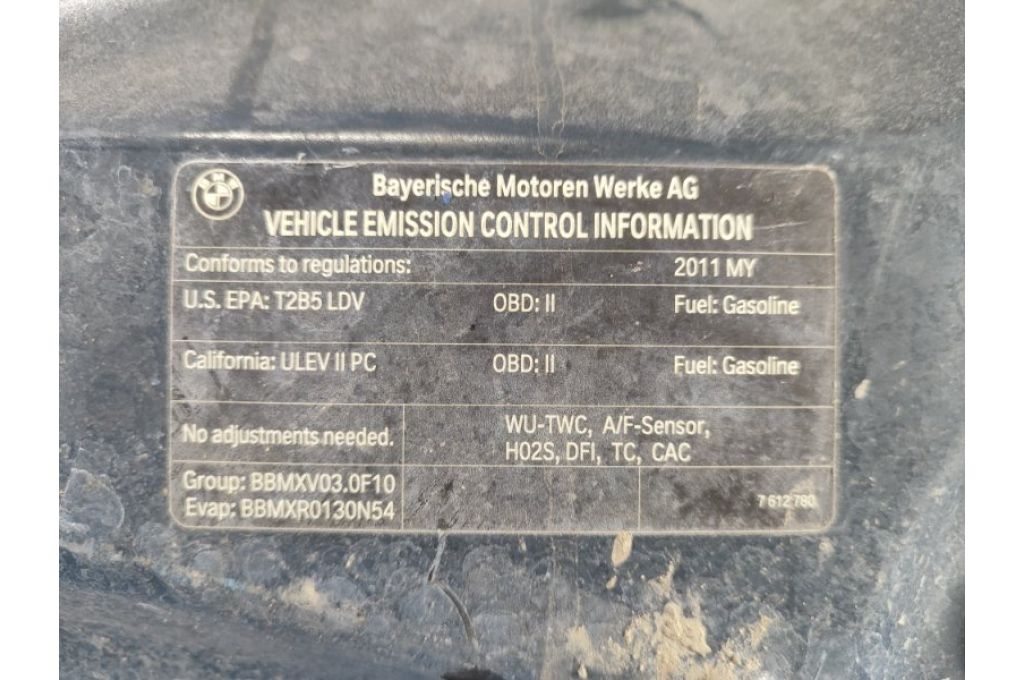 BMW
Bayerische Motoren Werke AG
VEHICLE EMISSION CONTROL INFORMATION
Conforms to regulations: 2011 MY
U.S. EPA: T2B5 LDV OBD: II Fuel: Gasoline
California: ULEV II PC OBD: II Fuel: Gasoline
No adjustments needed.
WU-TWC, A/F-Sensor,
H02S, DFI, TC, CAC
Group: BBMXV03.0F10
Evap: BBMXR0130N54
7 612 780